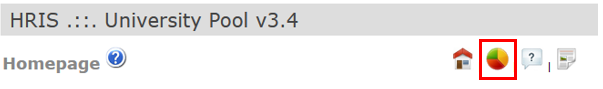 HRIS .::. University Pool v3.4
Homepage ? ? |